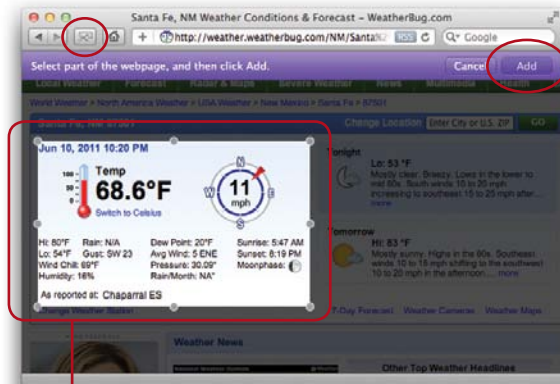 Santa Fe, NM Weather Conditions & Forecast – WeatherBug.com
http://weather.weatherbug.com/NM/Santa%2 RSS Google
Select part of the webpage, and then click Add. Cancel Add
Local Weather Forecast Radar & Maps Severe Weather News Multimedia Health
World Weather > North America Weather > USA Weather > New Mexico > Santa Fe > 87501
Santa Fe, NM 87501 Change Location Enter City or U.S. ZIP GO
Jun 10, 2011 10:20 PM
Temp
68.6°F
Switch to Celsius
100
50
0
N
W
E
S
11
mph
Hi: 80°F Rain: N/A Dew Point: 20°F Sunrise: 5:47 AM
Lo: 54°F Gust: SW 23 Avg Wind: 5 ENE Sunset: 8:19 PM
Wind Chill: 69°F Pressure: 30.09" Moonphase:
Humidity: 16% Rain/Month: NA"
As reported at: Chaparral ES
Change Weather Station
Tonight
Lo: 53 °F
Mostly clear. Breezy. Lows in the lower to mid 50s. South winds 10 to 20 mph increasing to southeast 15 to 25 mph after...
more
Tomorrow
Hi: 83 °F
Mostly sunny. Highs in the 80s. Southeast winds 10 to 15 mph shifting to the southwest 10 to 20 mph in the afternoon.... more
7-Day Forecast Weather Cameras Weather Maps
Weather News
Other Top Weather Headlines